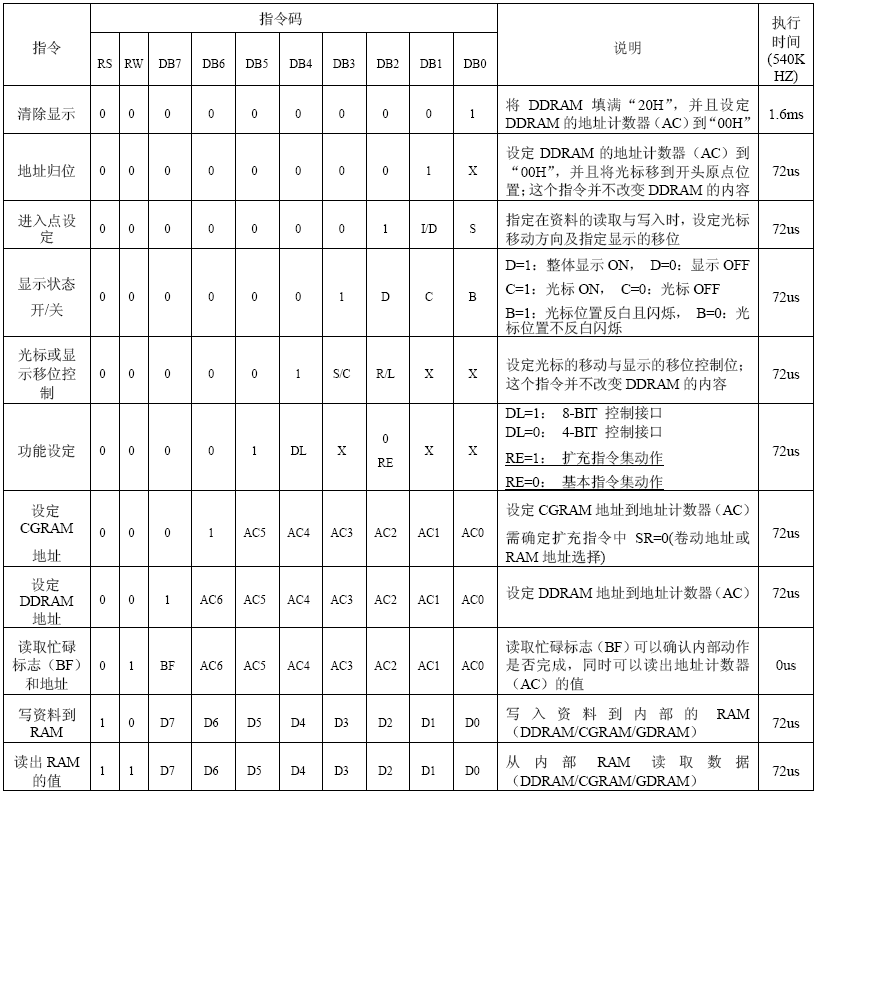 指令
指令码
说明
执行
时间
(540K
HZ)
RS RW DB7 DB6 DB5 DB4 DB3 DB2 DB1 DB0
清除显示 0 0 0 0 0 0 0 0 0 1 将 DDRAM 填满“20H”，并且设定
DDRAM 的地址计数器（AC）到“00H” 1.6ms
地址归位 0 0 0 0 0 0 0 0 1 X 设定 DDRAM 的地址计数器（AC）到
“00H”，并且将光标移到开头原点位
置；这个指令并不改变 DDRAM 的内容 72us
进入点设
定 0 0 0 0 0 0 0 1 I/D S 指定在资料的读取与写入时，设定光标
移动方向及指定显示的移位 72us
显示状态
开/关 0 0 0 0 0 0 1 D C B D=1：整体显示 ON， D=0：显示 OFF
C=1：光标 ON， C=0：光标 OFF
B=1：光标位置反白且闪烁， B=0：光
标位置不反白闪烁 72us
光标或显
示移位控
制 0 0 0 0 0 1 S/C R/L X X 设定光标的移动与显示的移位控制位；
这个指令并不改变 DDRAM 的内容 72us
功能设定 0 0 0 0 1 DL X 0
RE X X DL=1： 8-BIT 控制接口
DL=0： 4-BIT 控制接口
RE=1： 扩充指令集动作
RE=0： 基本指令集动作 72us
设定
CGRAM
地址 0 0 0 1 AC5 AC4 AC3 AC2 AC1 AC0 设定 CGRAM 地址到地址计数器（AC）
需确定扩充指令中 SR=0(卷动地址或
RAM 地址选择) 72us
设定
DDRAM
地址 0 0 1 AC6 AC5 AC4 AC3 AC2 AC1 AC0 设定 DDRAM 地址到地址计数器（AC） 72us
读取忙碌
标志（BF）
和地址 0 1 BF AC6 AC5 AC4 AC3 AC2 AC1 AC0 读取忙碌标志（BF）可以确认内部动作
是否完成，同时可以读出地址计数器
（AC）的值 0us
写资料到
RAM 1 0 D7 D6 D5 D4 D3 D2 D1 D0 写入资料到内部的 RAM
（DDRAM/CGRAM/GDRAM） 72us
读出 RAM
的值 1 1 D7 D6 D5 D4 D3 D2 D1 D0 从内部 RAM 读取数据
（DDRAM/CGRAM/GDRAM） 72us